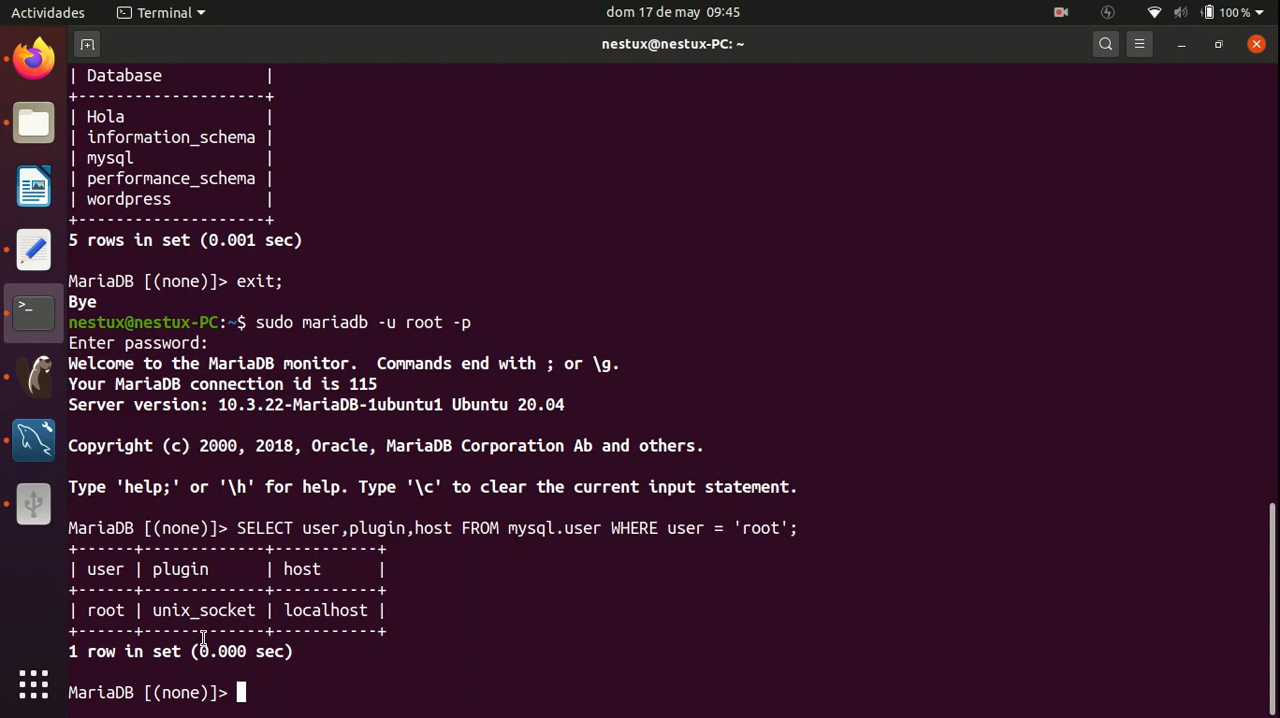 Actividades
Terminal
dom 17 de may 09:45
100 %
nestux@nestux-PC: ~
| Database           |
+--------------------+
| Hola               |
| information_schema |
| mysql              |
| performance_schema |
| wordpress          |
+--------------------+
5 rows in set (0.001 sec)
MariaDB [(none)]> exit;
Bye
nestux@nestux-PC:~$ sudo mariadb -u root -p
Enter password:
Welcome to the MariaDB monitor.  Commands end with ; or \g.
Your MariaDB connection id is 115
Server version: 10.3.22-MariaDB-1ubuntu1 Ubuntu 20.04
Copyright (c) 2000, 2018, Oracle, MariaDB Corporation Ab and others.
Type 'help;' or '\h' for help. Type '\c' to clear the current input statement.
MariaDB [(none)]> SELECT user,plugin,host FROM mysql.user WHERE user = 'root';
+------+-------------+-----------+
| user | plugin      | host      |
+------+-------------+-----------+
| root | unix_socket | localhost |
+------+-------------+-----------+
1 row in set (0.000 sec)
MariaDB [(none)]>